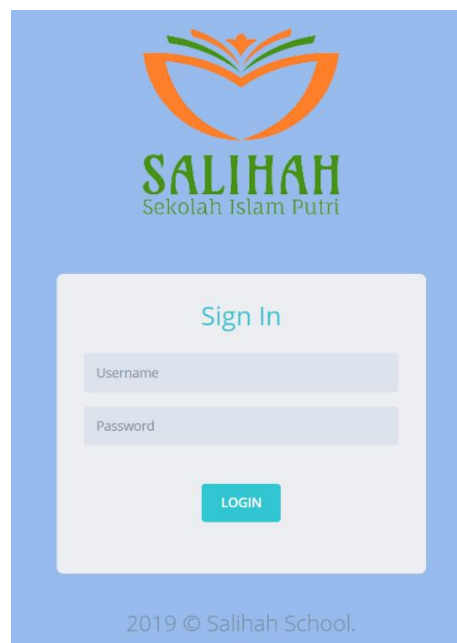 SALIHAH
Sekolah Islam Putri
Sign In
Username
Password
LOGIN
2019 © Salihah School.